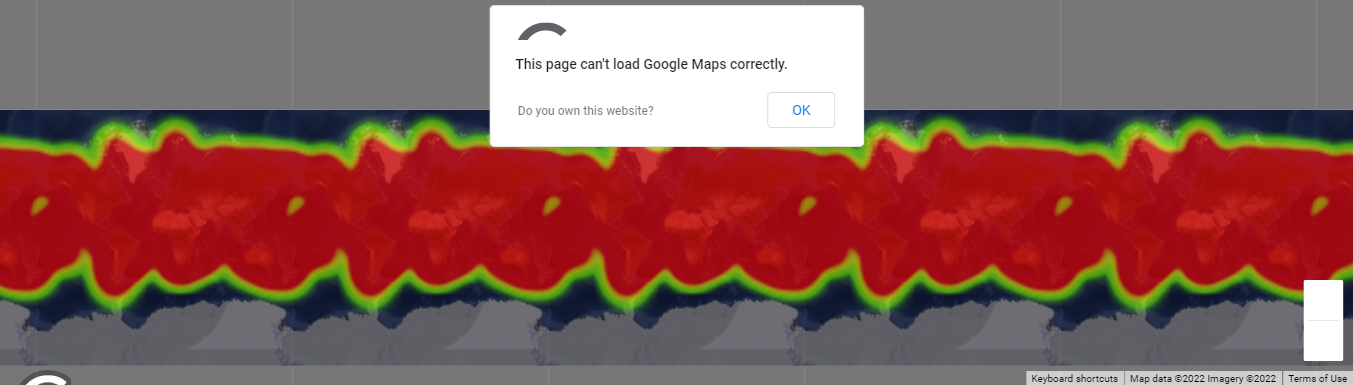 This page can't load Google Maps correctly.
Do you own this website?
OK
Keyboard shortcuts
Map data ©2022 Imagery ©2022
Terms of Use